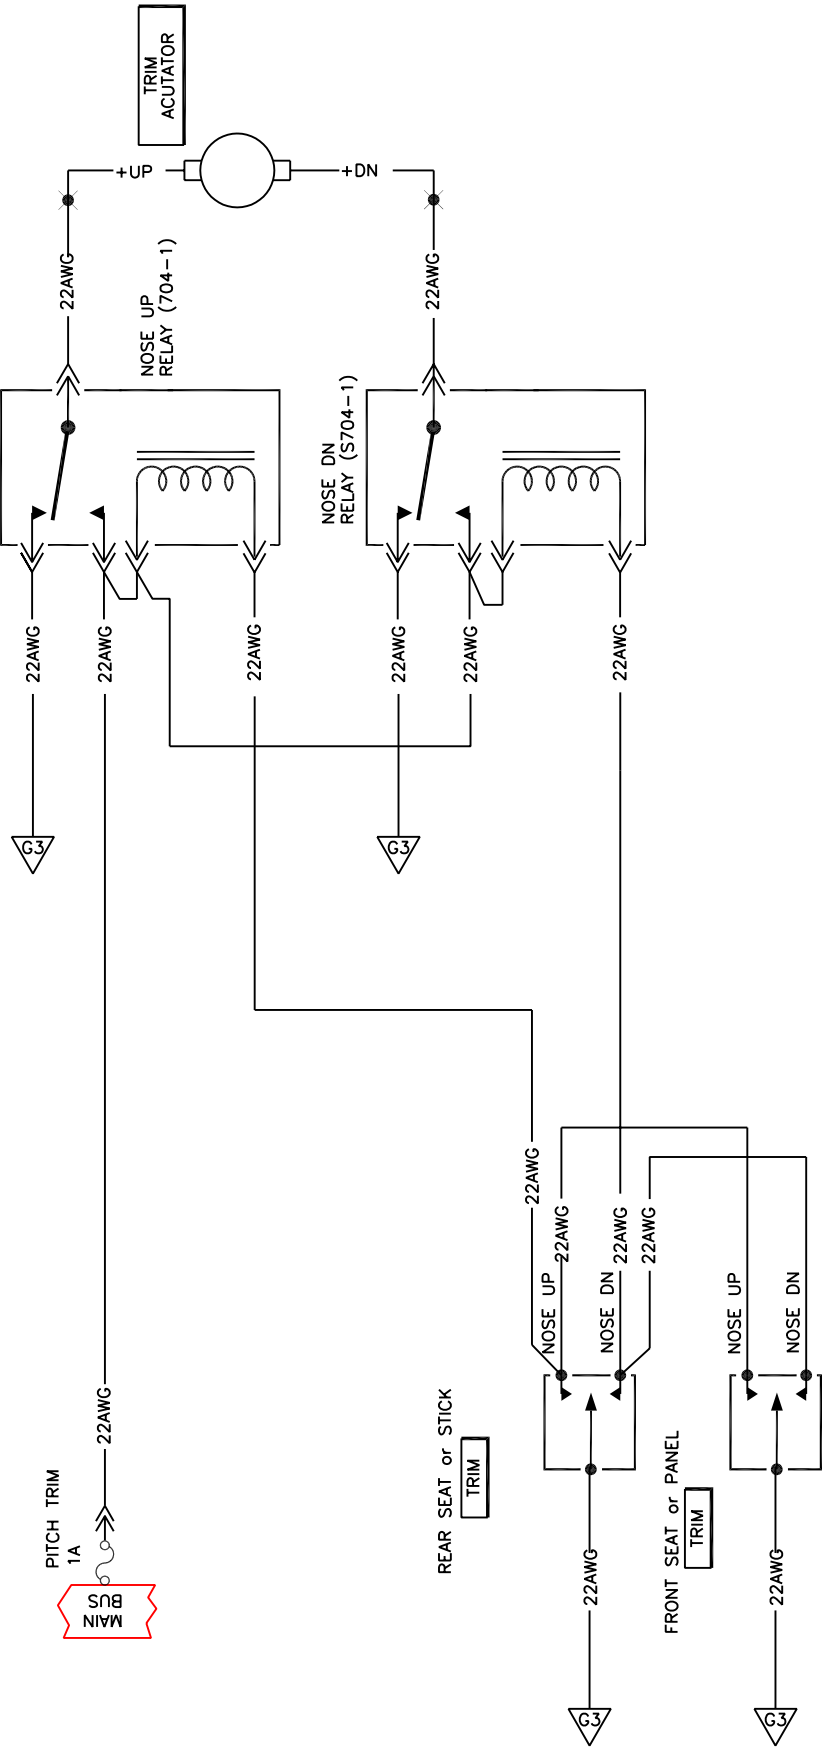 TRIM
ACUTATOR
+UP
+DN
22AWG
22AWG
NOSE UP
RELAY (704-1)
NOSE DN
RELAY (S704-1)
22AWG
22AWG
22AWG
22AWG
22AWG
22AWG
G3
G3
22AWG
22AWG
22AWG
22AWG
NOSE UP
NOSE DN
NOSE UP
NOSE DN
22AWG
REAR SEAT or STICK
TRIM
FRONT SEAT or PANEL
TRIM
PITCH TRIM
1A
MAIN
BUS
22AWG
22AWG
G3
G3